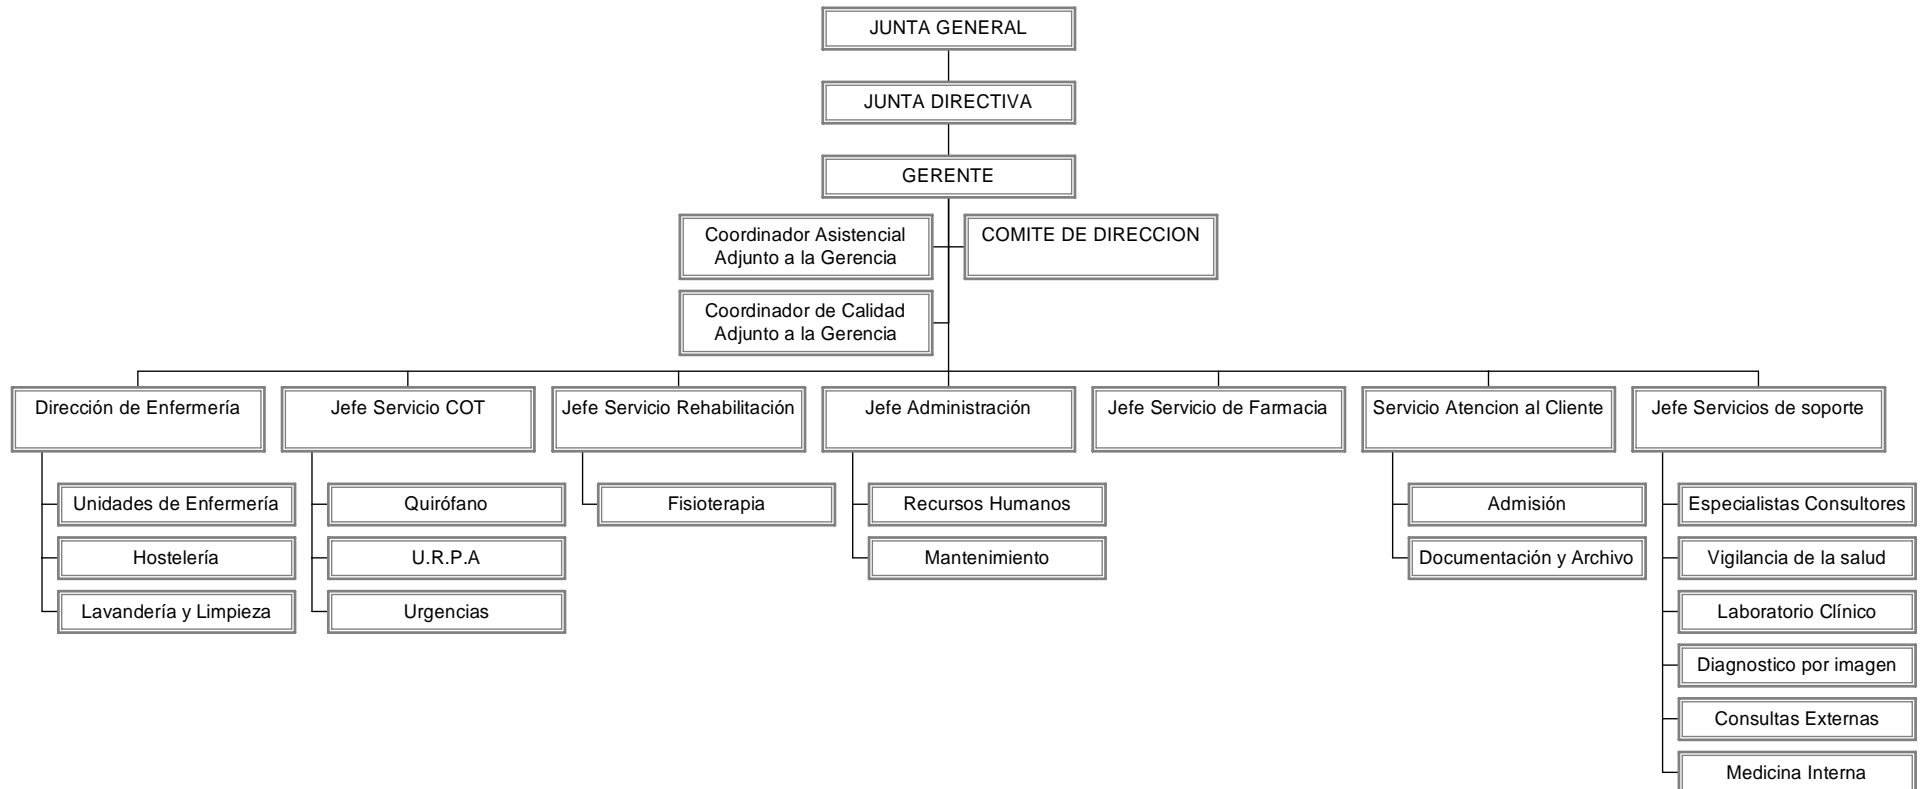 JUNTA GENERAL
JUNTA DIRECTIVA
GERENTE
Coordinador Asistencial
Adjunto a la Gerencia
COMITE DE DIRECCION
Coordinador de Calidad
Adjunto a la Gerencia
Dirección de Enfermería
Unidades de Enfermería
Hostelería
Lavandería y Limpieza
Jefe Servicio COT
Quirófano
U.R.P.A
Urgencias
Jefe Servicio Rehabilitación
Fisioterapia
Jefe Administración
Recursos Humanos
Mantenimiento
Jefe Servicio de Farmacia
Servicio Atencion al Cliente
Admisión
Documentación y Archivo
Jefe Servicios de soporte
Especialistas Consultores
Vigilancia de la salud
Laboratorio Clínico
Diagnostico por imagen
Consultas Externas
Medicina Interna